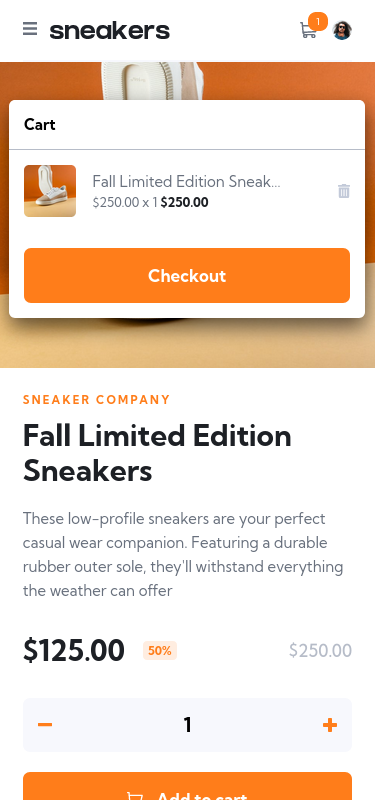 sneakers
1
Cart
Fall Limited Edition Sneak...
$250.00 x 1 $250.00
Checkout
SNEAKER COMPANY
Fall Limited Edition
Sneakers
These low-profile sneakers are your perfect
casual wear companion. Featuring a durable
rubber outer sole, they'll withstand everything
the weather can offer
$125.00 50% $250.00
1
Add to cart